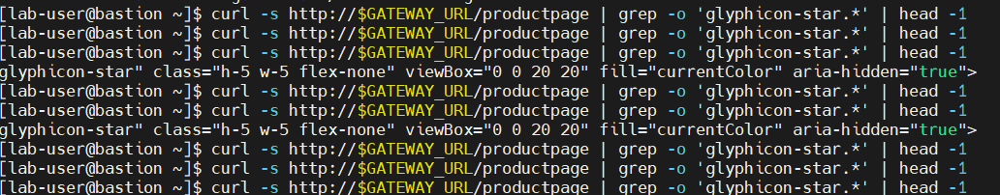 [lab-user@bastion ~]$ curl -s http://$GATEWAY_URL/productpage | grep -o 'glyphicon-star.*' | head -1
[lab-user@bastion ~]$ curl -s http://$GATEWAY_URL/productpage | grep -o 'glyphicon-star.*' | head -1
[lab-user@bastion ~]$ curl -s http://$GATEWAY_URL/productpage | grep -o 'glyphicon-star.*' | head -1
glyphicon-star" class="h-5 w-5 flex-none" viewBox="0 0 20 20" fill="currentColor" aria-hidden="true">
[lab-user@bastion ~]$ curl -s http://$GATEWAY_URL/productpage | grep -o 'glyphicon-star.*' | head -1
[lab-user@bastion ~]$ curl -s http://$GATEWAY_URL/productpage | grep -o 'glyphicon-star.*' | head -1
glyphicon-star" class="h-5 w-5 flex-none" viewBox="0 0 20 20" fill="currentColor" aria-hidden="true">
[lab-user@bastion ~]$ curl -s http://$GATEWAY_URL/productpage | grep -o 'glyphicon-star.*' | head -1
[lab-user@bastion ~]$ curl -s http://$GATEWAY_URL/productpage | grep -o 'glyphicon-star.*' | head -1
[lab-user@bastion ~]$ curl -s http://$GATEWAY_URL/productpage | grep -o 'glyphicon-star.*' | head -1